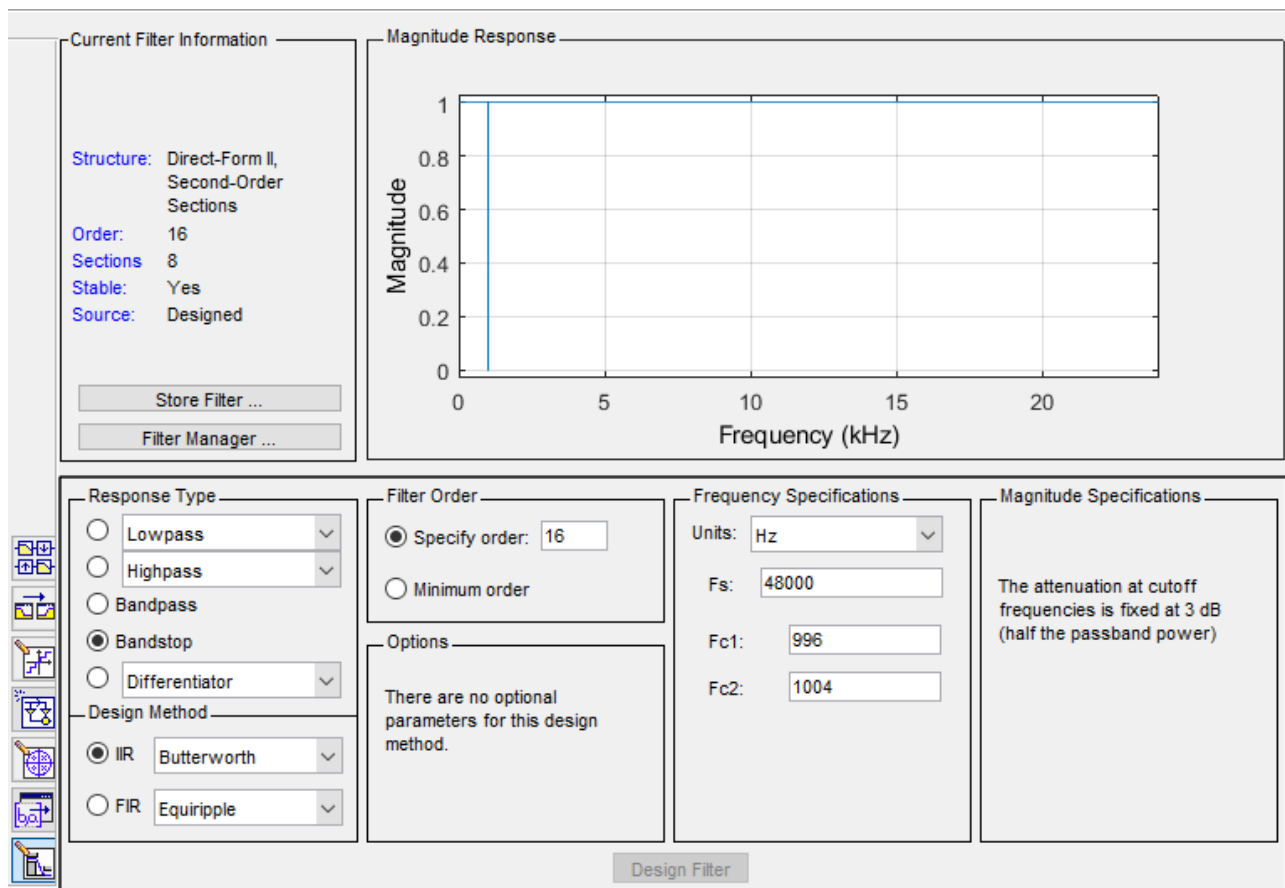 Current Filter Information
Structure: Direct-Form II,
Second-Order
Sections
Order: 16
Sections 8
Stable: Yes
Source: Designed
Store Filter ...
Filter Manager ...
Magnitude Response
Magnitude
1
0.8
0.6
0.4
0.2
0
0 5 10 15 20
Frequency (kHz)
Response Type
Lowpass
Highpass
Bandpass
Bandstop
Differentiator
Design Method
IIR Butterworth
FIR Equiripple
Filter Order
Specify order: 16
Minimum order
Options
There are no optional
parameters for this design
method.
Frequency Specifications
Units: Hz
Fs: 48000
Fc1: 996
Fc2: 1004
Magnitude Specifications
The attenuation at cutoff
frequencies is fixed at 3 dB
(half the passband power)
[b,a]
Design Filter